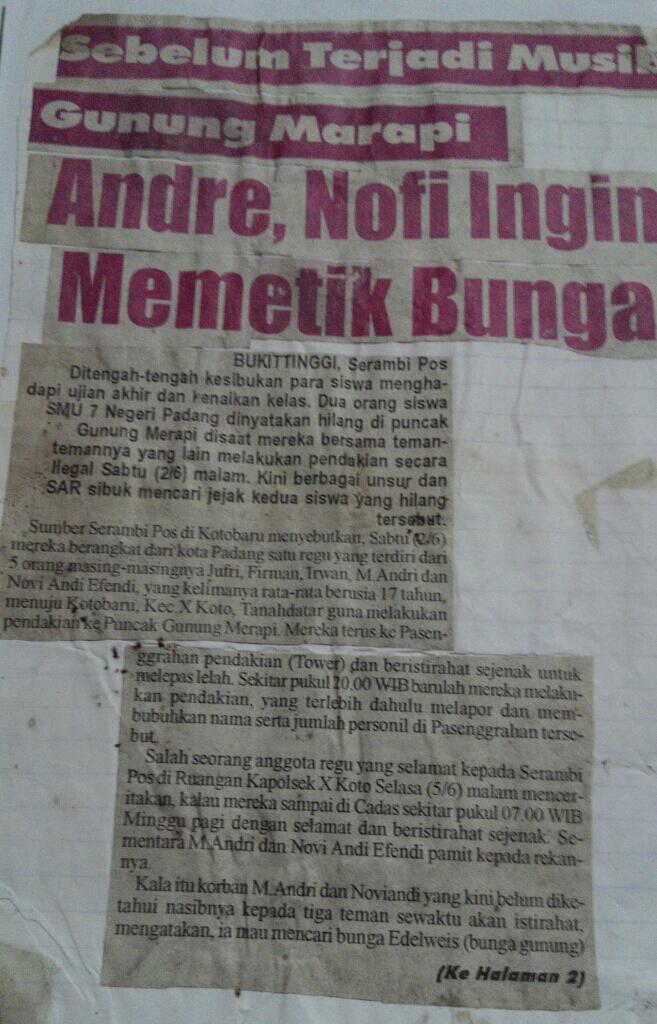 Sebelum Terjadi Musi
Gunung Marapi
Andre, Nofi Ingin
Memetik Bunga
BUKITTINGGI, Serambi Pos
Ditengah-tengah kesibukan para siswa mengha-
dapi ujian akhir dan kenaikan kelas. Dua orang siswa
SMU 7 Negeri Padang dinyatakan hilang di puncak
Gunung Merapi disaat mereka bersama teman-
temannya yang lain melakukan pendakian secara
Ilegal Sabtu (2/6) malam. Kini berbagai unsur dan
SAR sibuk mencari jejak kedua siswa yang hilang
tersebut.
Sumber Serambi Pos di Kotobaru menyebutkan, Sabtu (2/6)
mereka berangkat dari kota Padang satu regu yang terdiri dari
5 orang masing-masingnya Jufri, Firman, Irwan, M.Andri dan
Novi Andi Efendi, yang kelimanya rata-rata berusia 17 tahun,
menuju Kotobaru, Kec.X Koto, Tanahdatar guna melakukan
pendakian ke Puncak Gunung Merapi. Mereka terus ke Pasen-
ggrahan pendakian (Tower) dan beristirahat sejenak untuk
melepas lelah. Sekitar pukul 20.00 WIB barulah mereka melaku-
kan pendakian, yang terlebih dahulu melapor dan mem-
bubuhkan nama serta jumlah personil di Pasenggrahan terse-
but.
Salah seorang anggota regu yang selamat kepada Serambi
Pos di Ruangan Kapolsek X Koto Selasa (5/6) malam mencer-
itakan, kalau mereka sampai di Cadas sekitar pukul 07.00 WIB
Minggu pagi dengan selamat dan beristirahat sejenak. Se-
mentara M.Andri dan Novi Andi Efendi pamit kepada rekan-
nya.
Kala itu korban M.Andri dan Noviandi yang kini belum dike-
tahui nasibnya kepada tiga teman sewaktu akan istirahat,
mengatakan, ia mau mencari bunga Edelweis (bunga gunung)
(Ke Halaman 2)